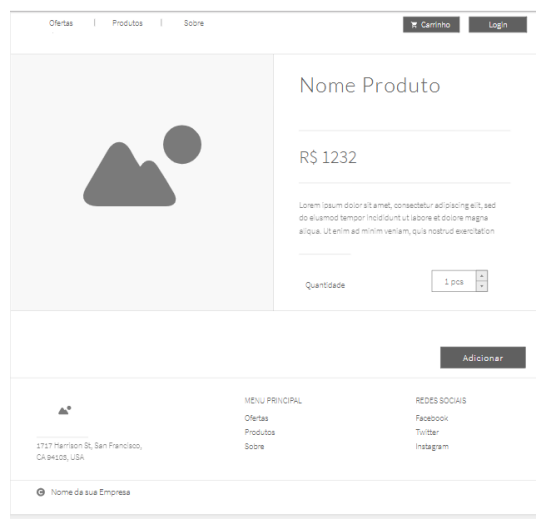 Ofertas | Produtos | Sobre
Carrinho
Login
Nome Produto
R$ 1232
Lorem ipsum dolor sit amet, consectetur adipiscing elit, sed
do eiusmod tempor incididunt ut labore et dolore magna
aliqua. Ut enim ad minim veniam, quis nostrud exercitation
Quantidade
1 pcs
Adicionar
1717 Harrison St, San Francisco,
CA 94103, USA
MENU PRINCIPAL
Ofertas
Produtos
Sobre
REDES SOCIAIS
Facebook
Twitter
Instagram
© Nome da sua Empresa